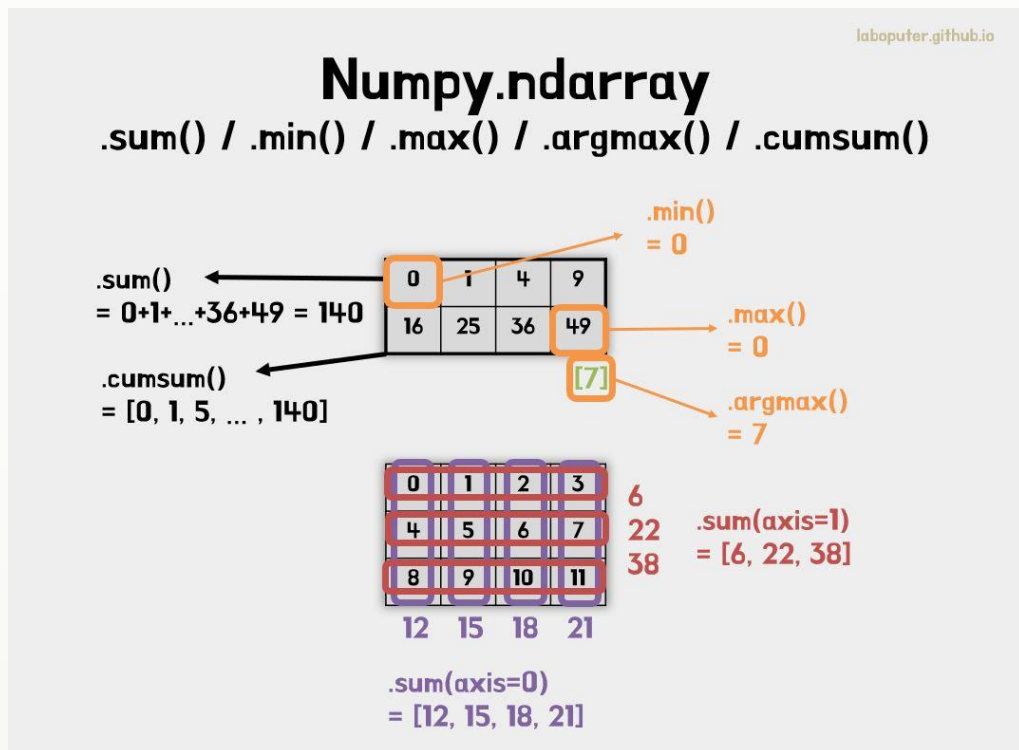 laboputer.github.io
Numpy.ndarray
.sum() / .min() / .max() / .argmax() / .cumsum()
.min()
= 0
.sum()
= 0+1+...+36+49 = 140
0 1 4 9
16 25 36 49
.max()
= 0
[7]
.cumsum()
= [0, 1, 5, ... , 140]
.argmax()
= 7
0 1 2 3
4 5 6 7
8 9 10 11
6
22
38
.sum(axis=1)
= [6, 22, 38]
12 15 18 21
.sum(axis=0)
= [12, 15, 18, 21]